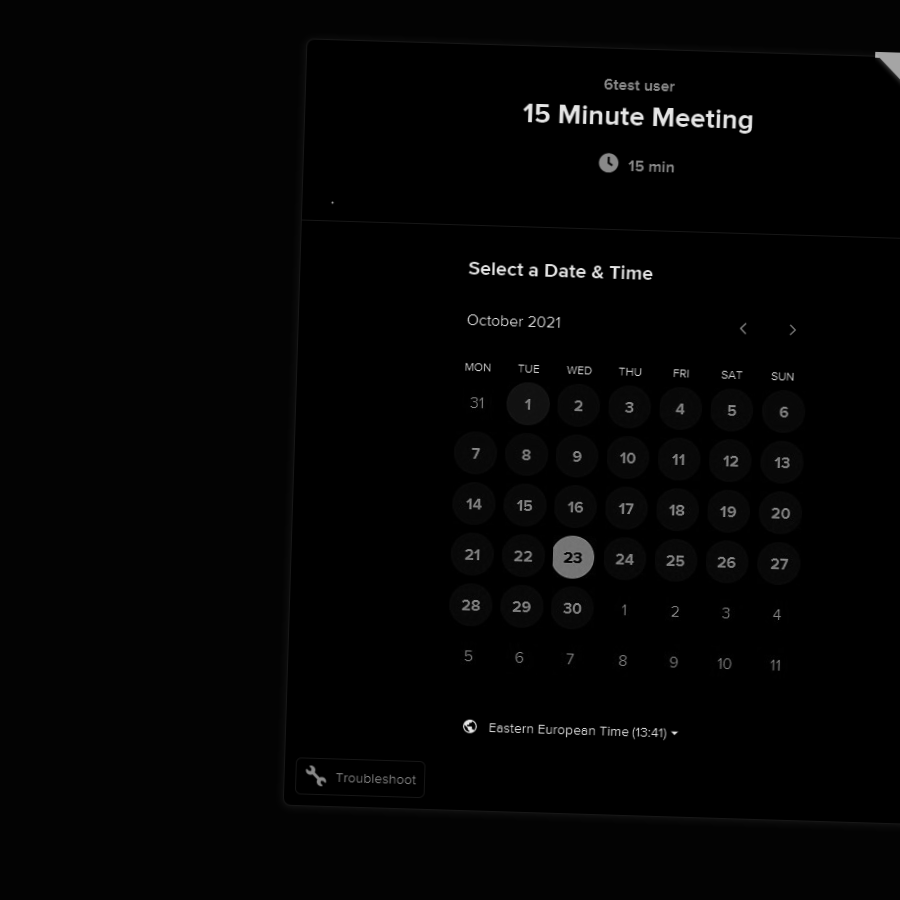 6test user
15 Minute Meeting
15 min
Select a Date & Time
October 2021
MON TUE WED THU FRI SAT SUN
31 1 2 3 4 5 6
7 8 9 10 11 12 13
14 15 16 17 18 19 20
21 22 23 24 25 26 27
28 29 30 1 2 3 4
5 6 7 8 9 10 11
Eastern European Time (13:41)
Troubleshoot